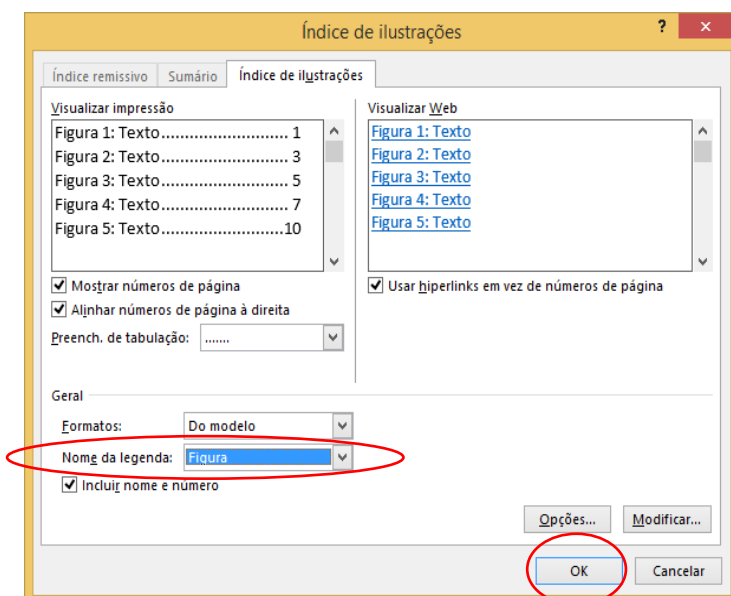 Índice de ilustrações
? ×
Índice remissivo Sumário Índice de ilustrações
Visualizar impressão
Figura 1: Texto........................... 1
Figura 2: Texto........................... 3
Figura 3: Texto........................... 5
Figura 4: Texto........................... 7
Figura 5: Texto..........................10
Visualizar Web
Figura 1: Texto
Figura 2: Texto
Figura 3: Texto
Figura 4: Texto
Figura 5: Texto
Mostrar números de página
Alinhar números de página à direita
Preench. de tabulação: .......
Usar hiperlinks em vez de números de página
Geral
Formatos: Do modelo
Nome da legenda: Figura
Incluir nome e número
Opções... Modificar...
OK Cancelar